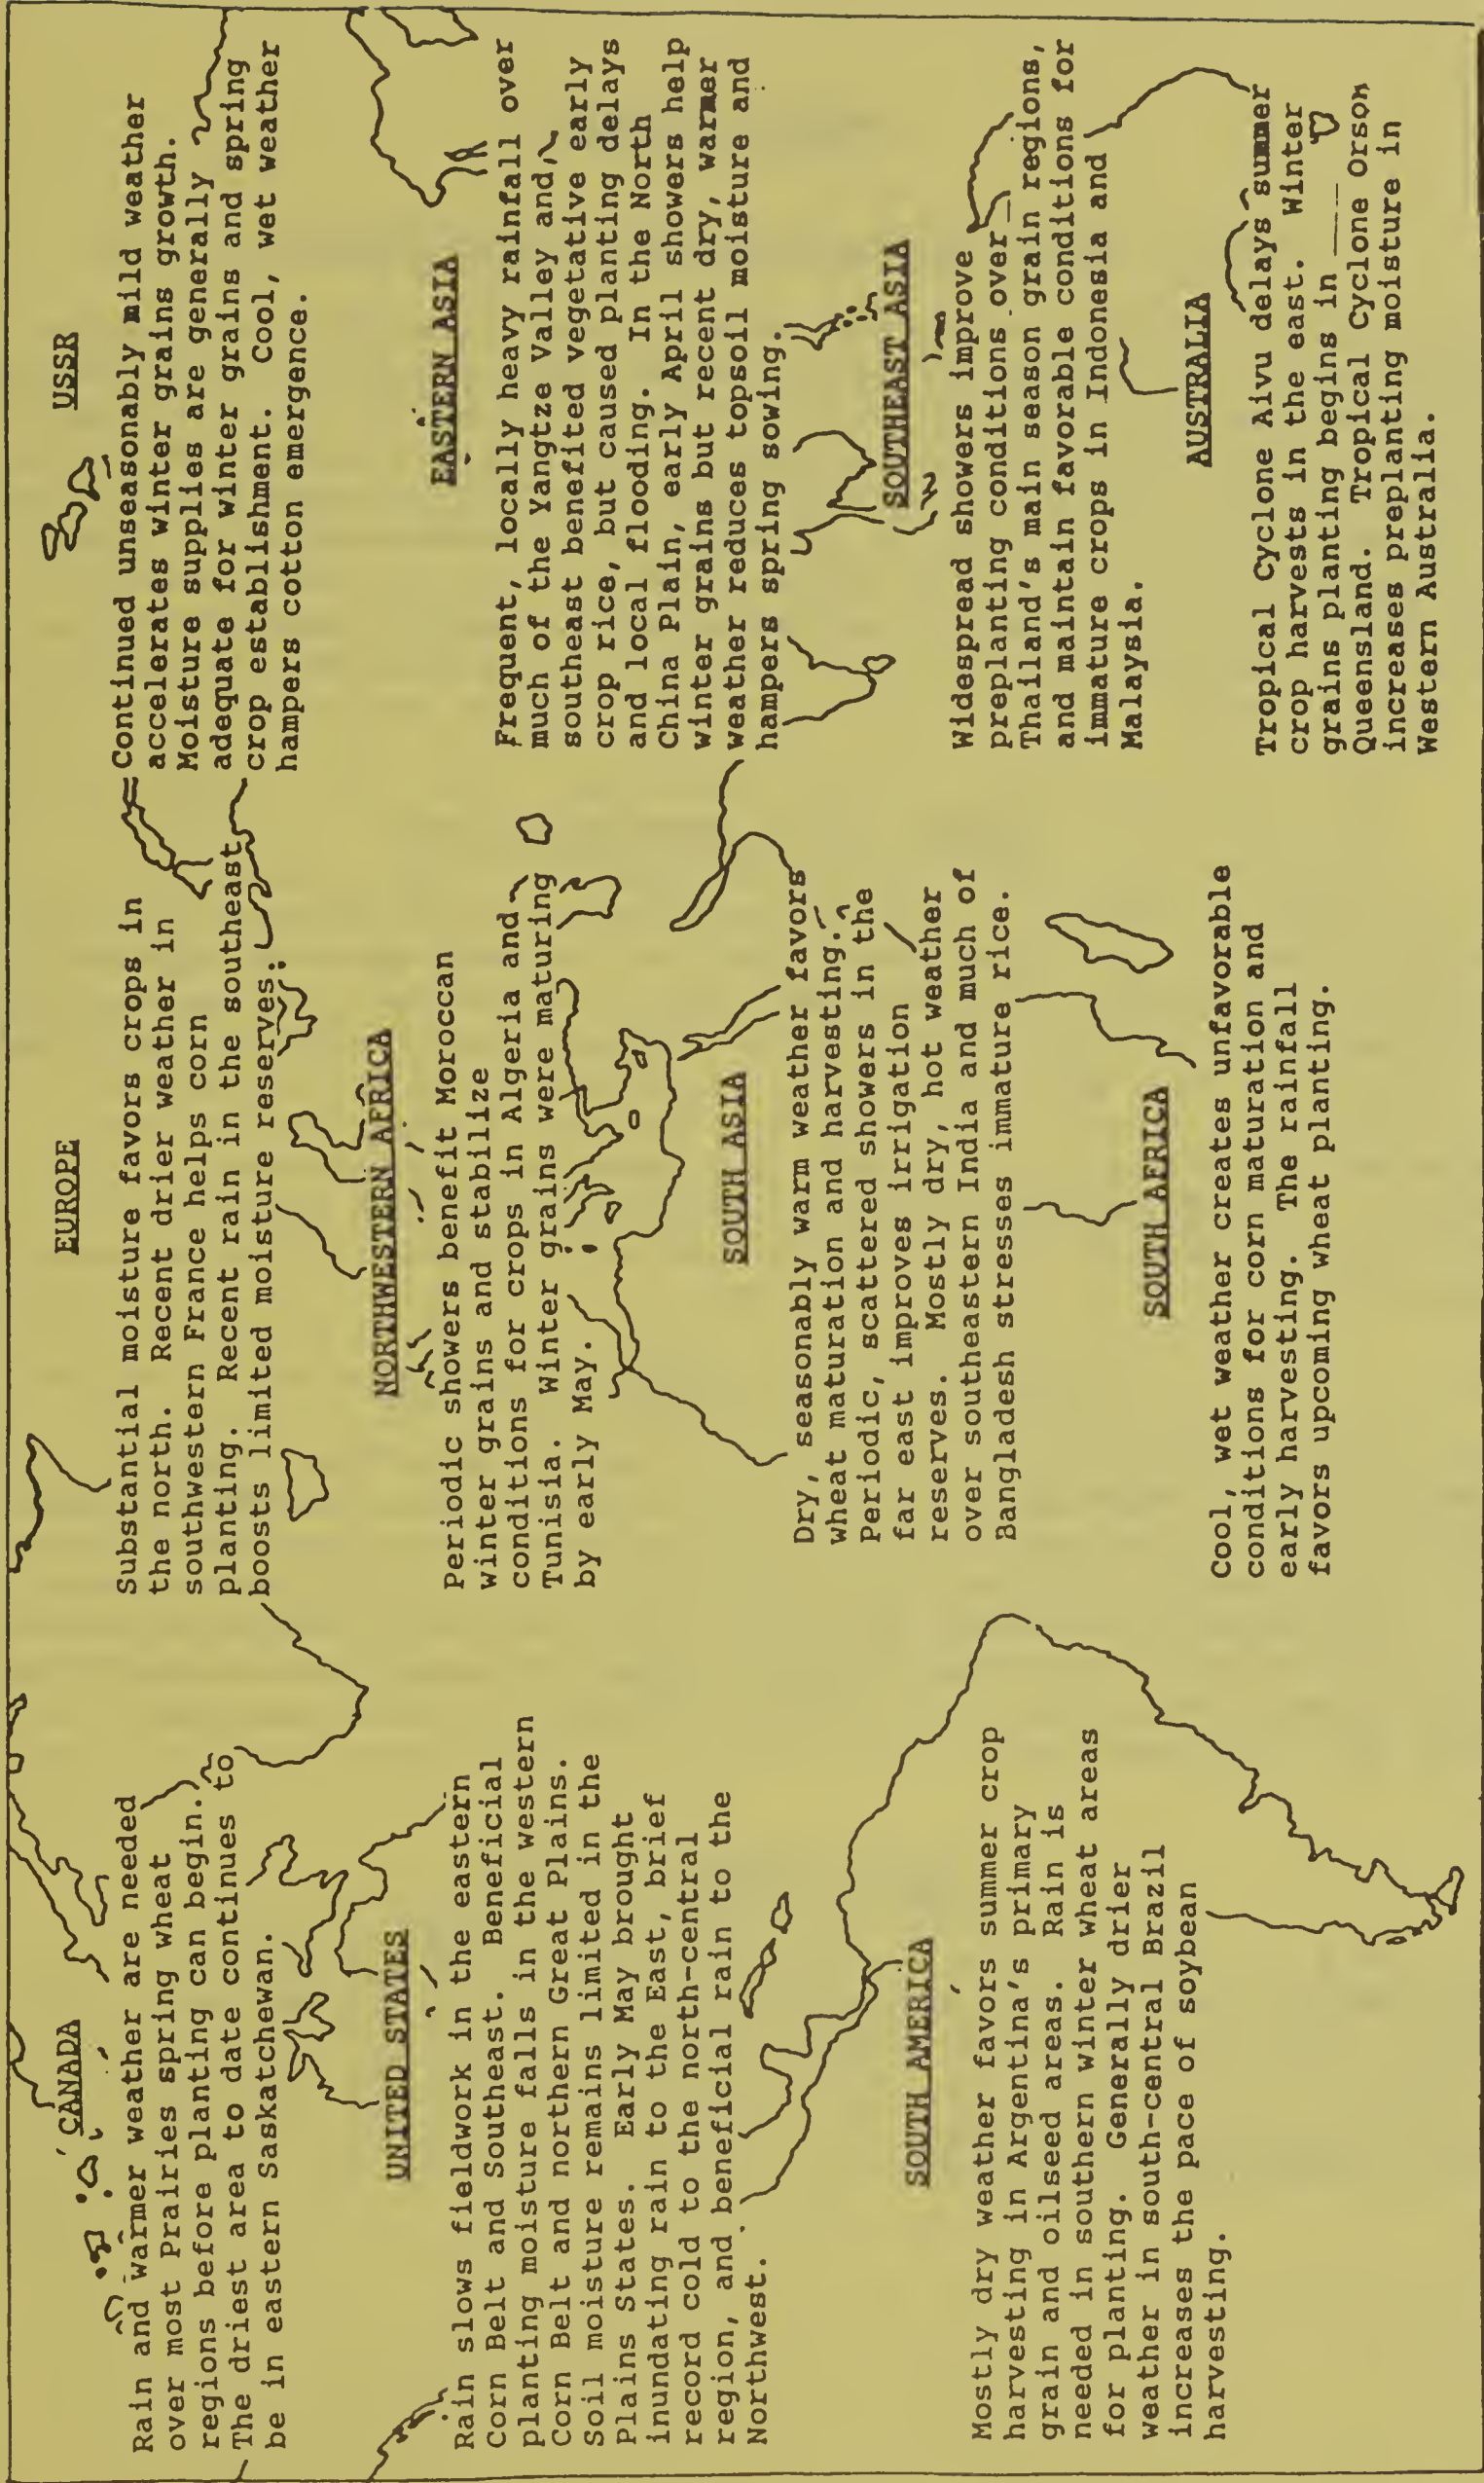 CANADA
Rain and warmer weather are needed
over most Prairies spring wheat
regions before planting can begin.
The driest area to date continues to
be in eastern Saskatchewan.
UNITED STATES
Rain slows fieldwork in the eastern
Corn Belt and Southeast. Beneficial
planting moisture falls in the western
Corn Belt and northern Great Plains.
Soil moisture remains limited in the
Plains States. Early May brought
inundating rain to the East, brief
record cold to the north-central
region, and beneficial rain to the
Northwest.
SOUTH AMERICA
Mostly dry weather favors summer crop
harvesting in Argentina's primary
grain and oilseed areas. Rain is
needed in southern winter wheat areas
for planting. Generally drier
weather in south-central Brazil
increases the pace of soybean
harvesting.
EUROPE
Substantial moisture favors crops in
the north. Recent drier weather in
southwestern France helps corn
planting. Recent rain in the southeast
boosts limited moisture reserves.
NORTHWESTERN AFRICA
Periodic showers benefit Moroccan
winter grains and stabilize
conditions for crops in Algeria and
Tunisia. Winter grains were maturing
by early May.
SOUTH ASIA
Dry, seasonably warm weather favors
wheat maturation and harvesting.
Periodic, scattered showers in the
far east improves irrigation
reserves. Mostly dry, hot weather
over southeastern India and much of
Bangladesh stresses immature rice.
SOUTH AFRICA
Cool, wet weather creates unfavorable
conditions for corn maturation and
early harvesting. The rainfall
favors upcoming wheat planting.
USSR
Continued unseasonably mild weather
accelerates winter grains growth.
Moisture supplies are generally
adequate for winter grains and spring
crop establishment. Cool, wet weather
hampers cotton emergence.
EASTERN ASIA
Frequent, locally heavy rainfall over
much of the Yangtze Valley and
southeast benefited vegetative early
crop rice, but caused planting delays
and local flooding. In the North
China Plain, early April showers help
winter grains but recent dry, warmer
weather reduces topsoil moisture and
hampers spring sowing.
SOUTHEAST ASIA
Widespread showers improve
preplanting conditions over
Thailand's main season grain regions,
and maintain favorable conditions for
immature crops in Indonesia and
Malaysia.
AUSTRALIA
Tropical Cyclone Aivu delays summer
crop harvests in the east. Winter
grains planting begins in
Queensland. Tropical Cyclone Orson
increases preplanting moisture in
Western Australia.